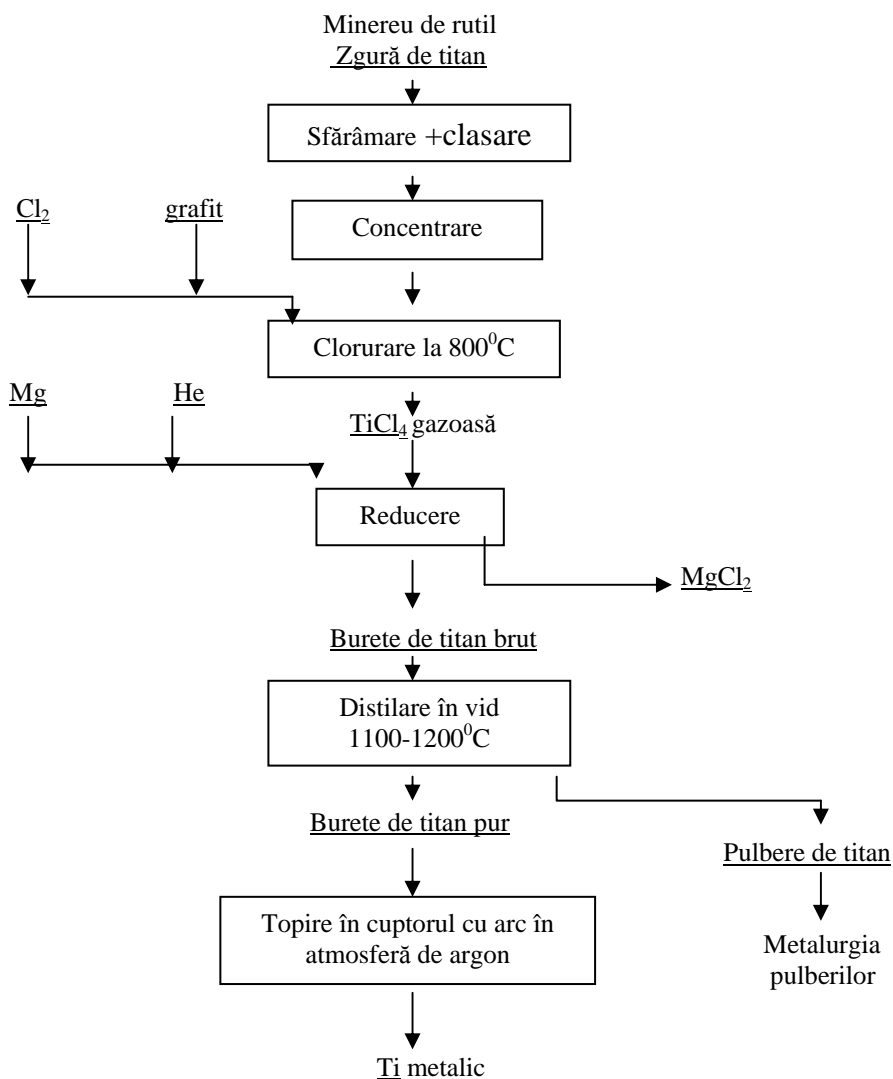 Minereu de rutil
Zgură de titan
Sfărâmare +clasare
Cl₂
grafit
Concentrare
Clorurare la 800⁰C
Mg
He
TiCl₄ gazoasă
Reducere
MgCl₂
Burete de titan brut
Distilare în vid
1100-1200⁰C
Burete de titan pur
Pulbere de titan
Topire în cuptorul cu arc în
atmosferă de argon
Metalurgia
pulberilor
Ti metalic